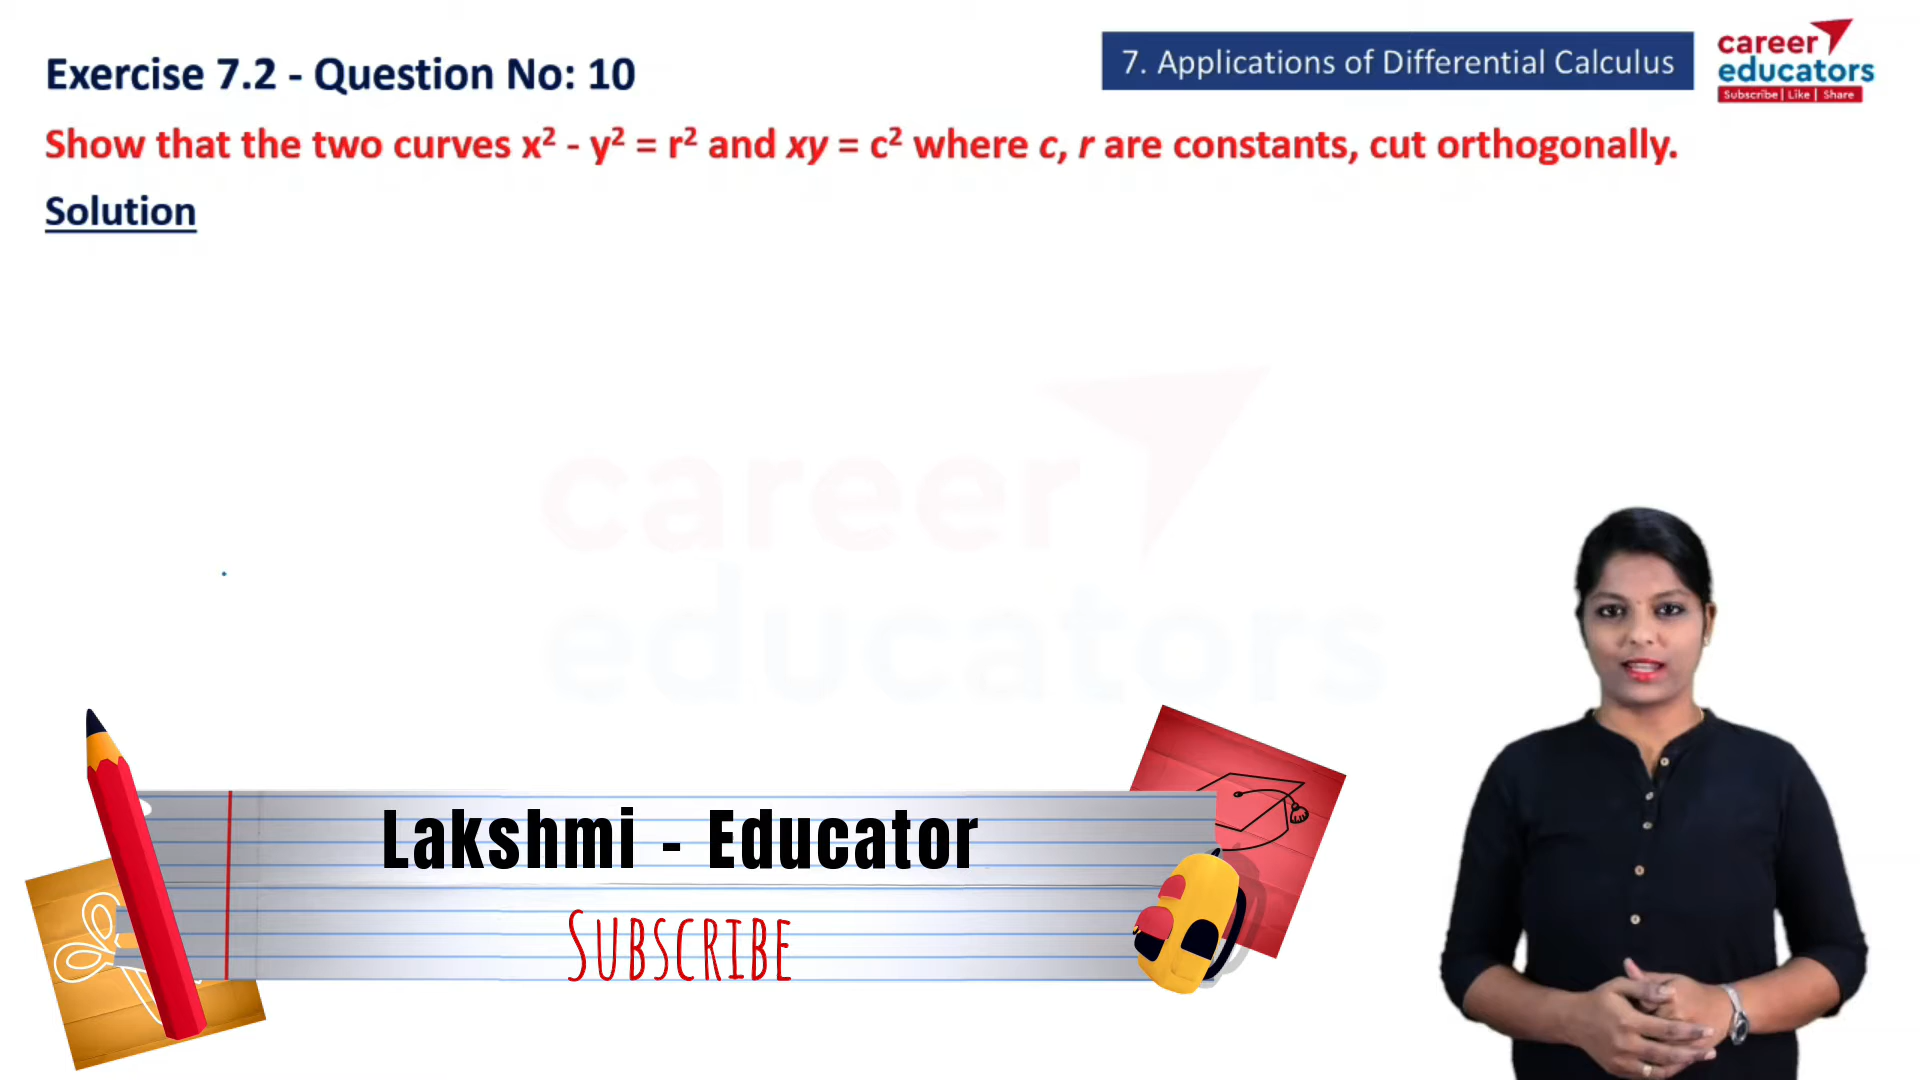 Exercise 7.2 - Question No: 10
7. Applications of Differential Calculus
career
educators
Subscribe | Like | Share
Show that the two curves x² - y² = r² and xy = c² where c, r are constants, cut orthogonally.
Solution
career
educators
Lakshmi - Educator
SUBSCRIBE